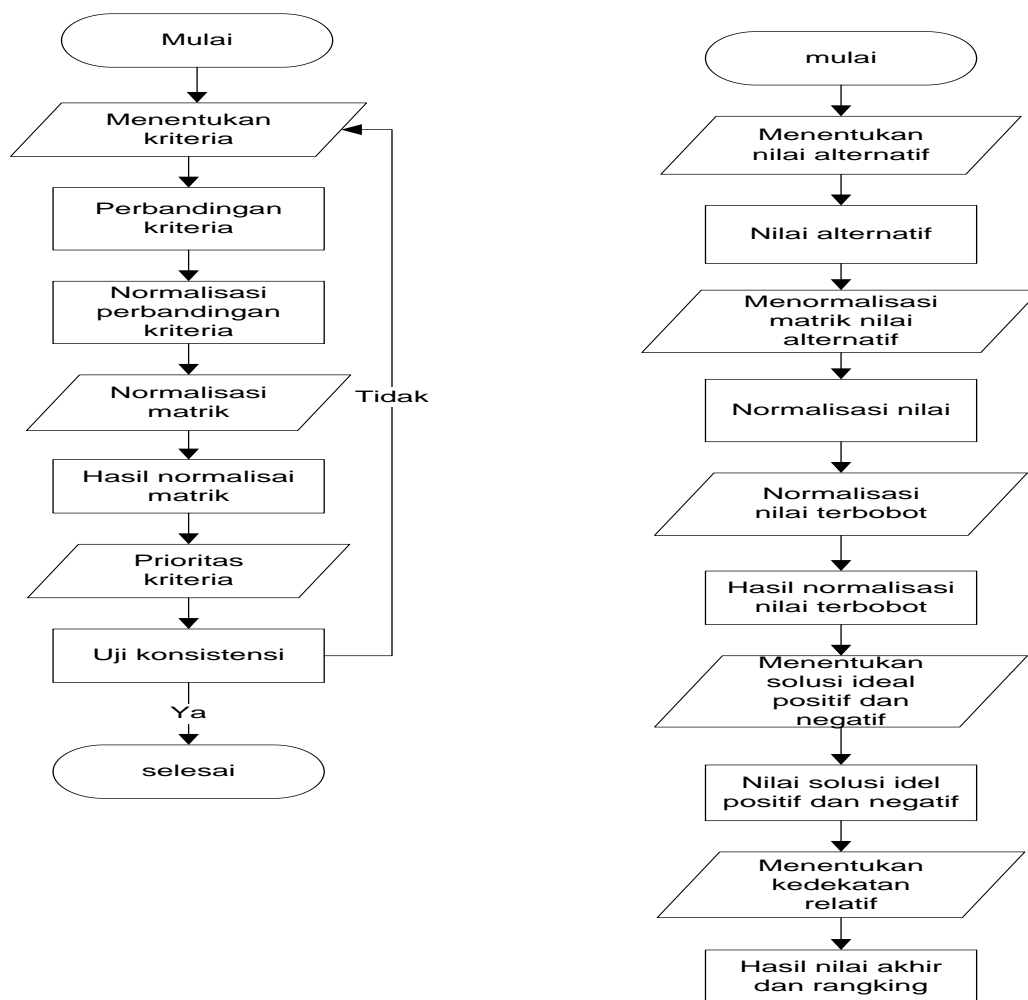 Mulai
Menentukan
kriteria
Perbandingan
kriteria
Normalisasi
perbandingan
kriteria
Normalisasi
matrik
Tidak
Hasil normalisai
matrik
Prioritas
kriteria
Uji konsistensi
Ya
selesai
mulai
Menentukan
nilai alternatif
Nilai alternatif
Menormalisasi
matrik nilai
alternatif
Normalisasi nilai
Normalisasi
nilai terbobot
Hasil normalisasi
nilai terbobot
Menentukan
solusi ideal
positif dan
negatif
Nilai solusi idel
positif dan negatif
Menentukan
kedekatan
relatif
Hasil nilai akhir
dan rangking